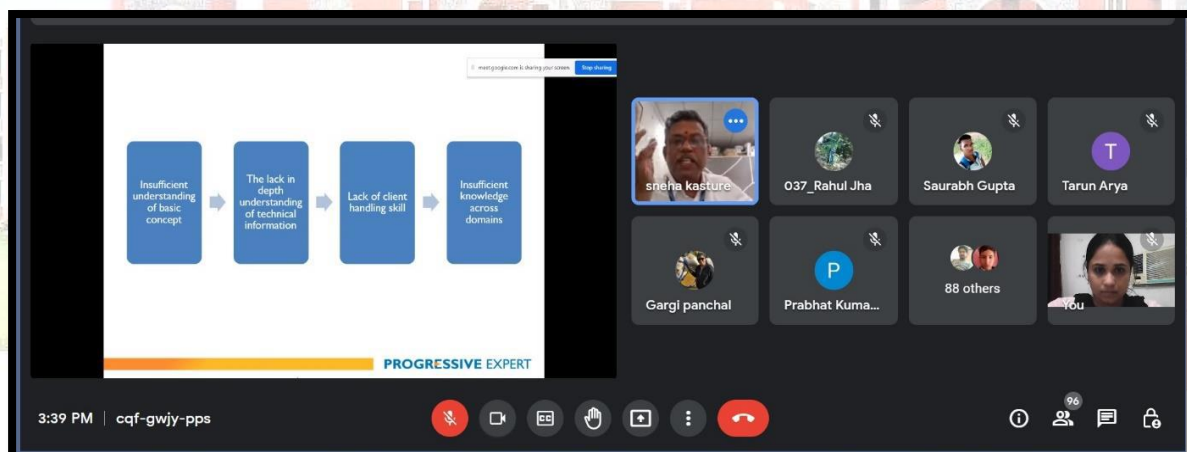 meet.google.com is sharing your screen.
Stop sharing
Insufficient
understanding
of basic
concept
The lack in
depth
understanding
of technical
information
Lack of client
handling skill
Insufficient
knowledge
across
domains
PROGRESSIVE EXPERT
sneha kasture
037_Rahul Jha
Saurabh Gupta
T
Tarun Arya
Gargi panchal
P
Prabhat Kuma...
88 others
You
3:39 PM | cqf-gwjy-pps
CC
96